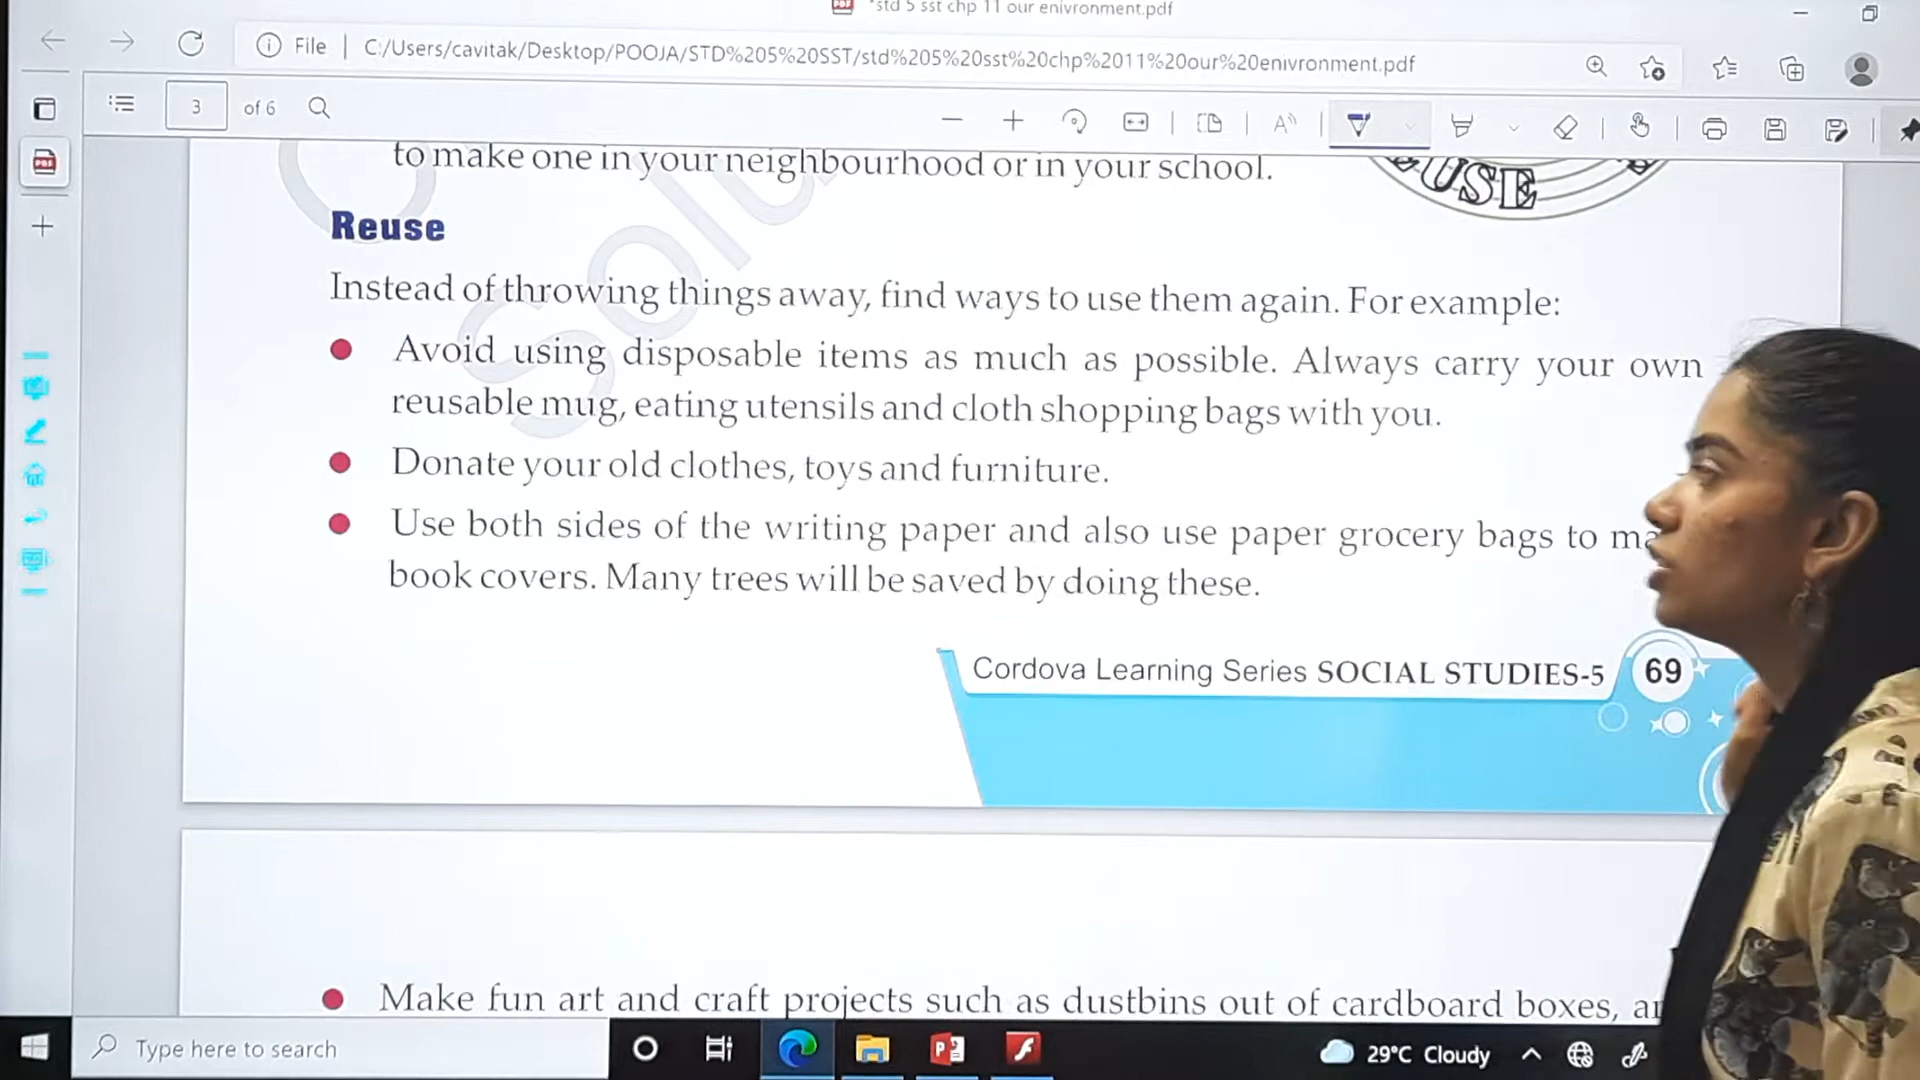 *std 5 sst chp 11 our enivronment.pdf
File | C:/Users/cavitak/Desktop/POOJA/STD%205%20SST/std%205%20sst%20chp%2011%20our%20enivronment.pdf
3 of 6
to make one in your neighbourhood or in your school.
USE
Reuse
Instead of throwing things away, find ways to use them again. For example:
Avoid using disposable items as much as possible. Always carry your own
reusable mug, eating utensils and cloth shopping bags with you.
Donate your old clothes, toys and furniture.
Use both sides of the writing paper and also use paper grocery bags to ma
book covers. Many trees will be saved by doing these.
Cordova Learning Series SOCIAL STUDIES-5 69
Make fun art and craft projects such as dustbins out of cardboard boxes,
Type here to search
29°C Cloudy